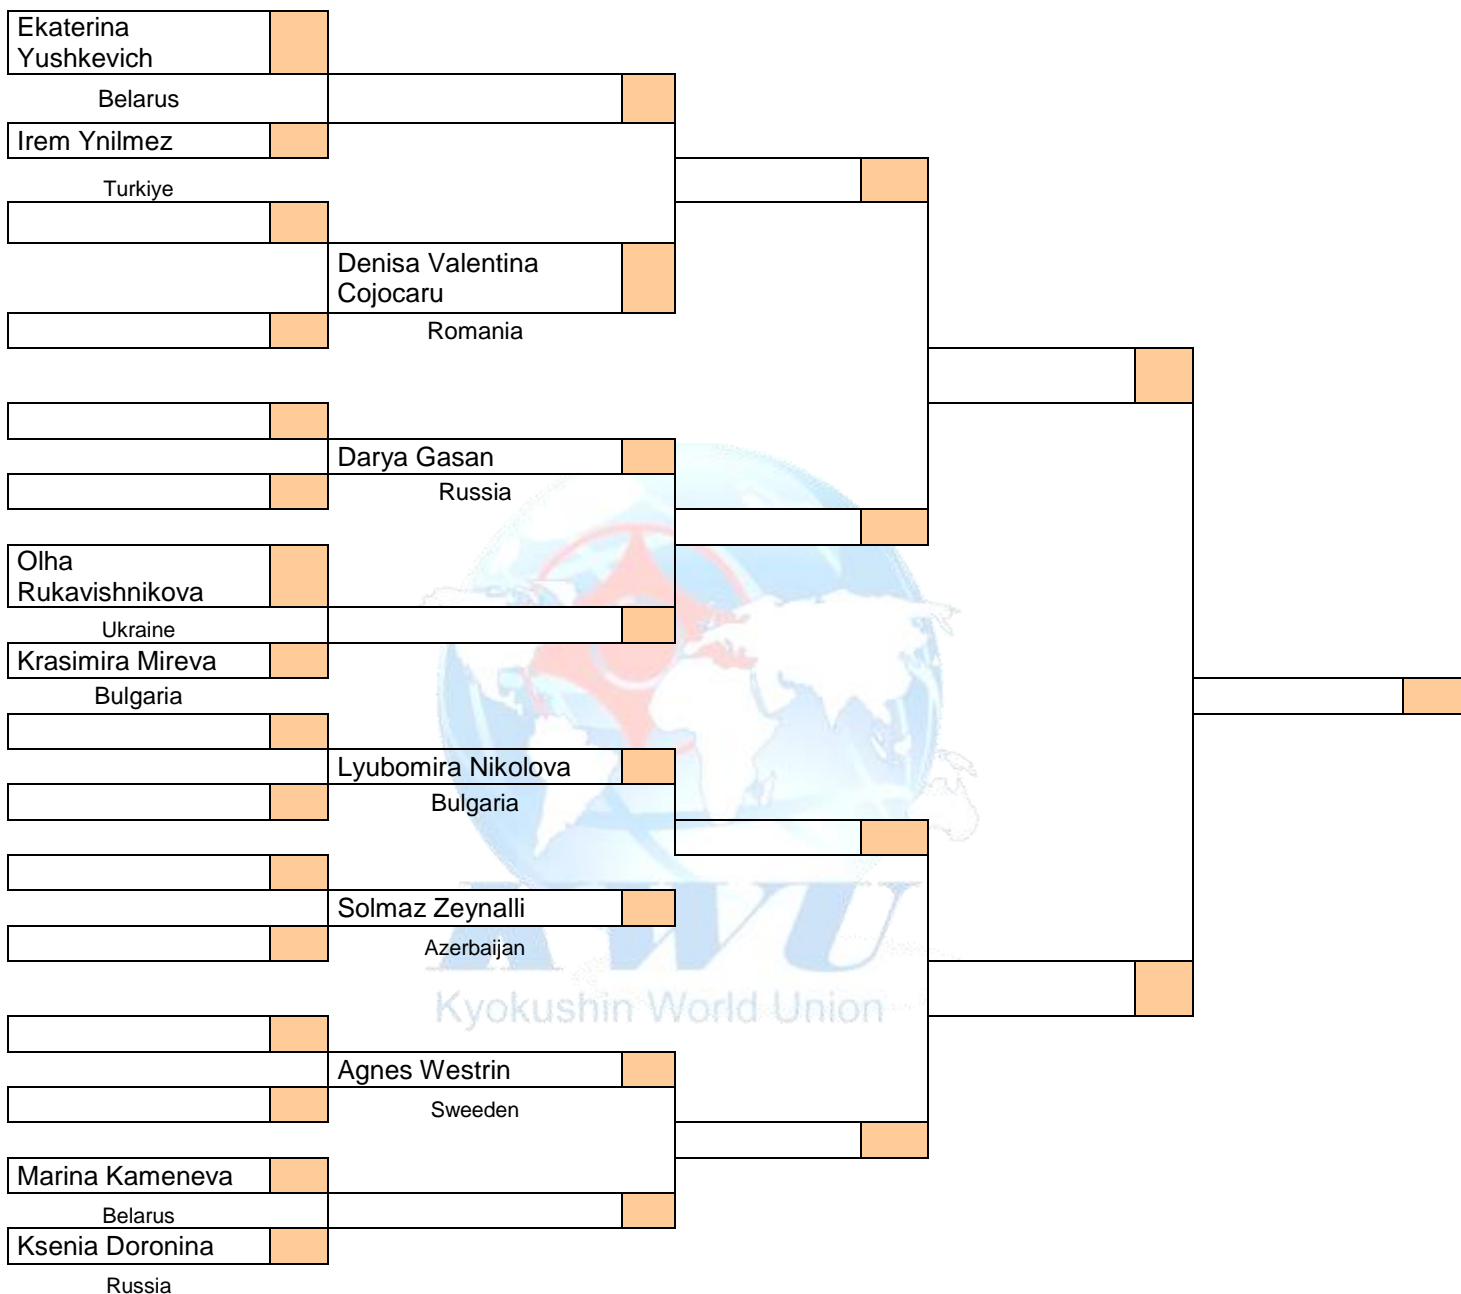 Ekaterina
Yushkevich
Belarus
Irem Ynilmez
Turkiye
Denisa Valentina
Cojocaru
Romania
Darya Gasan
Russia
Olha
Rukavishnikova
Ukraine
Krasimira Mireva
Bulgaria
Lyubomira Nikolova
Bulgaria
Solmaz Zeynalli
Azerbaijan
KWU
Kyokushin World Union
Agnes Westrin
Sweeden
Marina Kameneva
Belarus
Ksenia Doronina
Russia